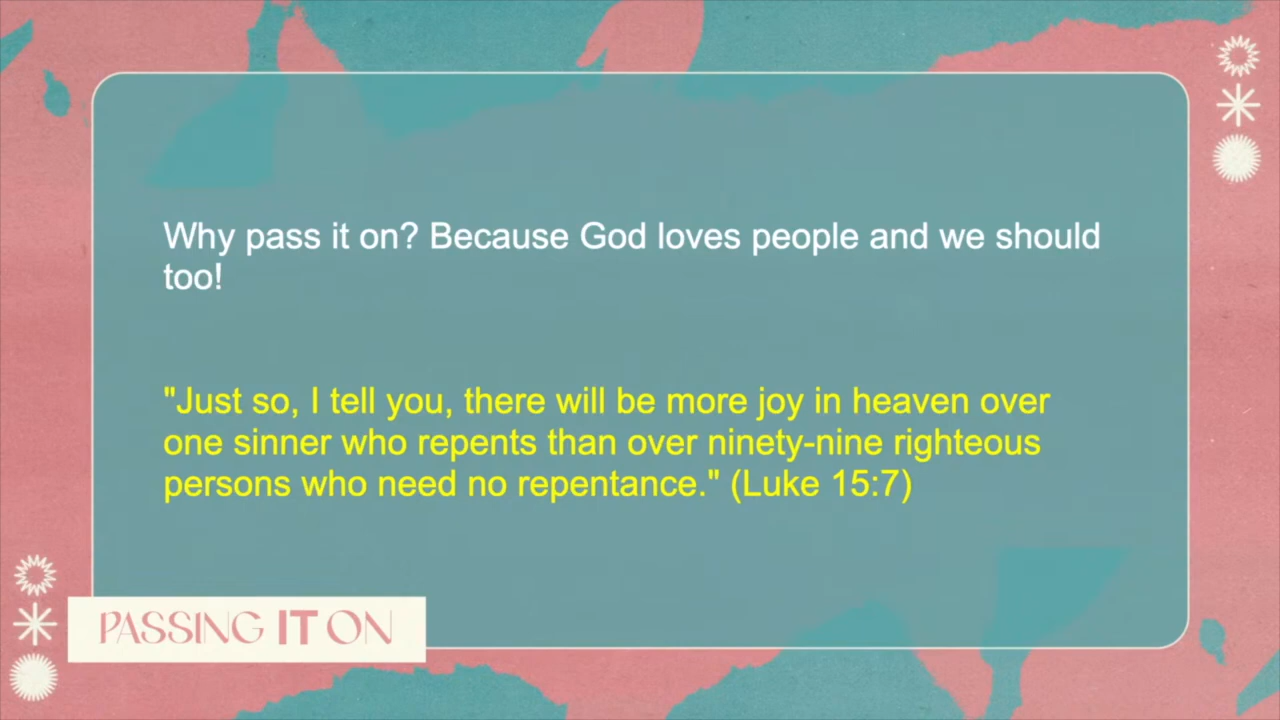 Why pass it on? Because God loves people and we should
too!
"Just so, I tell you, there will be more joy in heaven over
one sinner who repents than over ninety-nine righteous
persons who need no repentance." (Luke 15:7)
PASSING IT ON